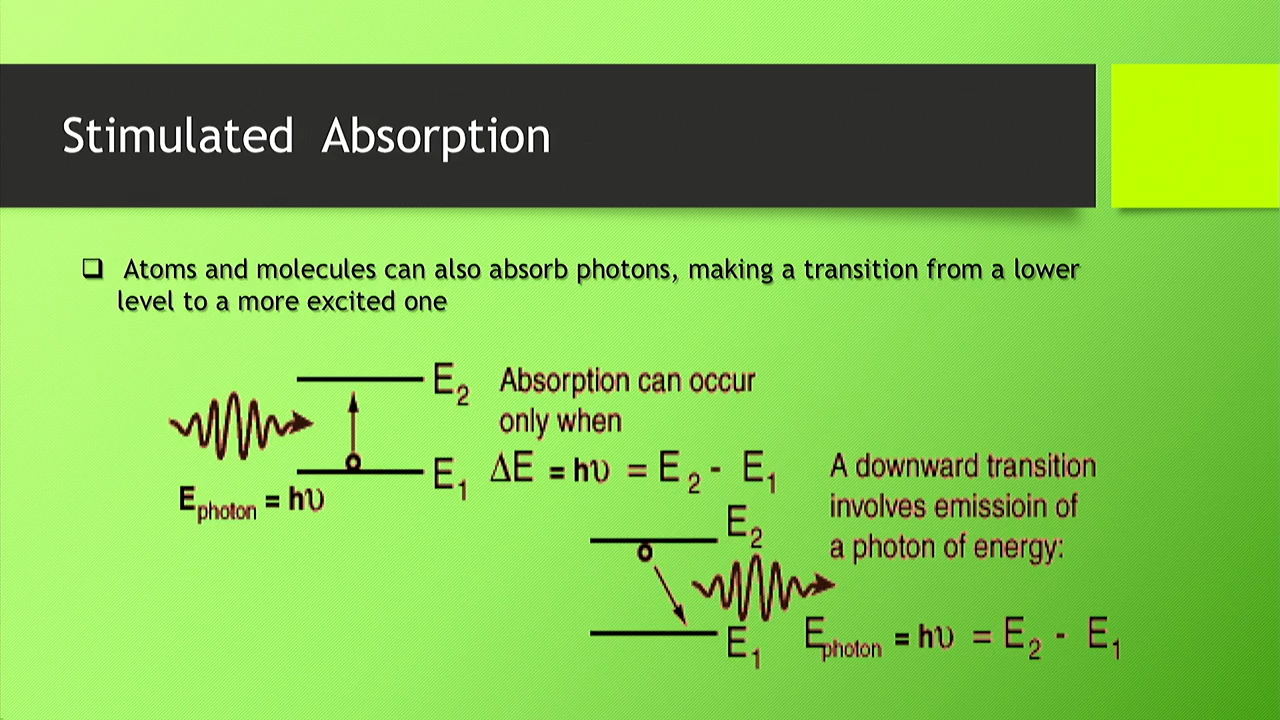 Stimulated Absorption
❑ Atoms and molecules can also absorb photons, making a transition from a lower
level to a more excited one
E2
Absorption can occur
only when
E1
ΔE = hυ = E2 - E1
Ephoton = hυ
A downward transition
involves emissioin of
a photon of energy:
E2
E1
Ephoton = hυ = E2 - E1